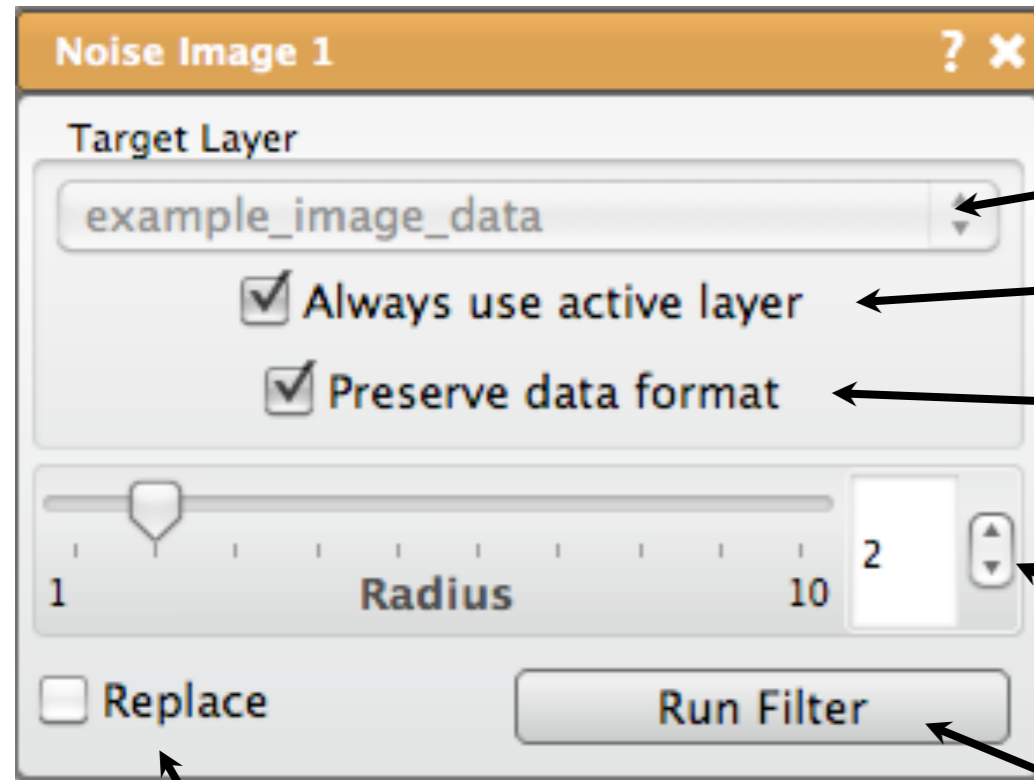 Noise Image 1 ? ×
Target Layer
example_image_data
Always use active layer
Preserve data format
2
1 Radius 10
Replace Run Filter